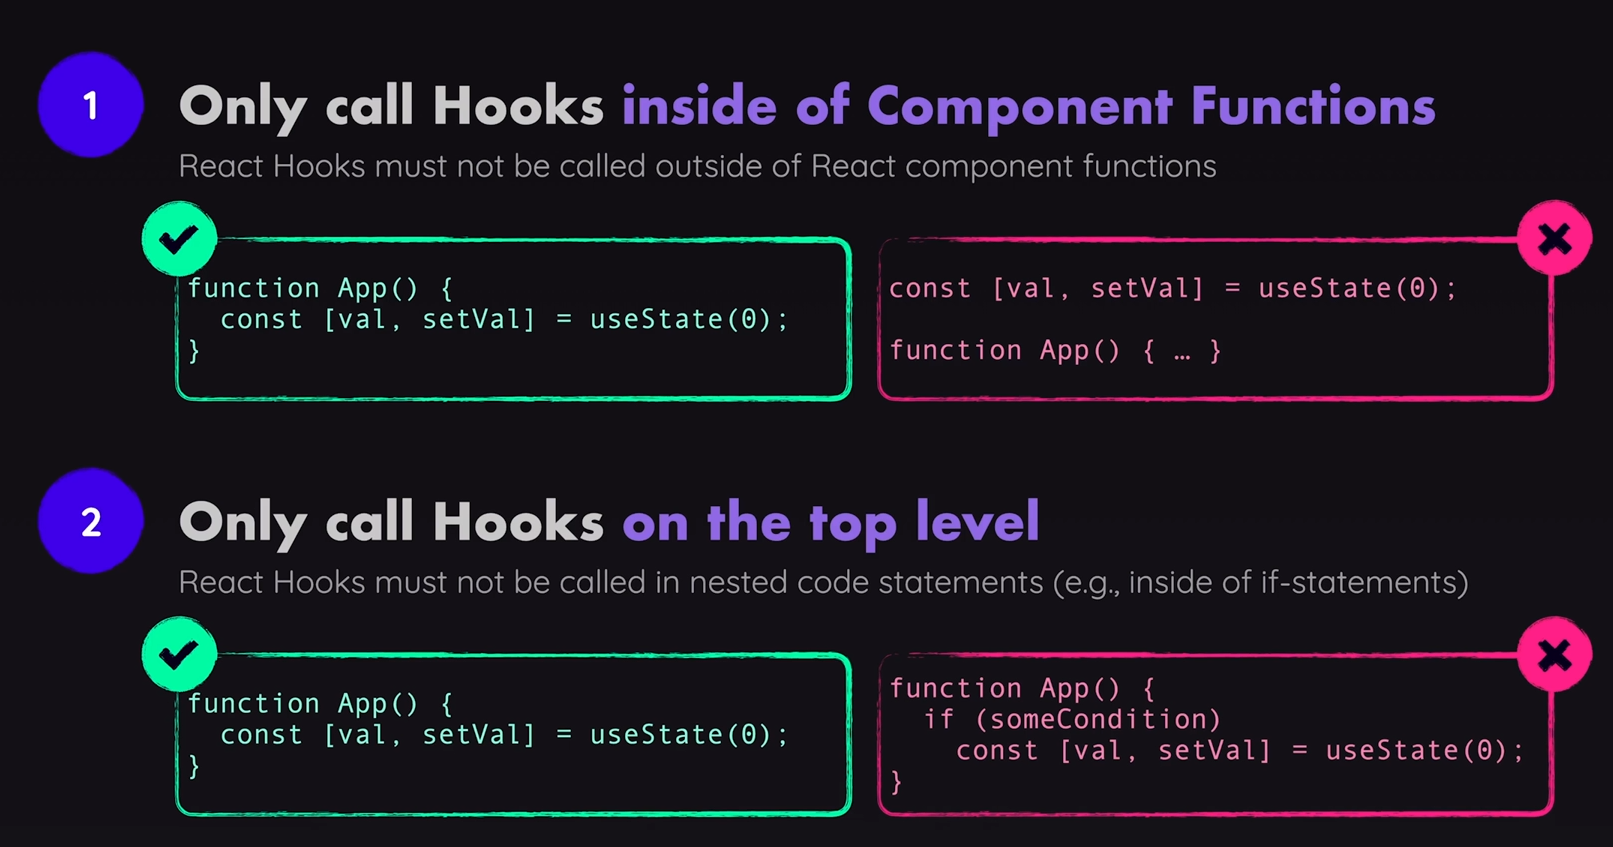 1
Only call Hooks inside of Component Functions
React Hooks must not be called outside of React component functions
function App() {
  const [val, setVal] = useState(0);
}
const [val, setVal] = useState(0);
function App() { … }
2
Only call Hooks on the top level
React Hooks must not be called in nested code statements (e.g., inside of if-statements)
function App() {
  const [val, setVal] = useState(0);
}
function App() {
  if (someCondition)
    const [val, setVal] = useState(0);
}